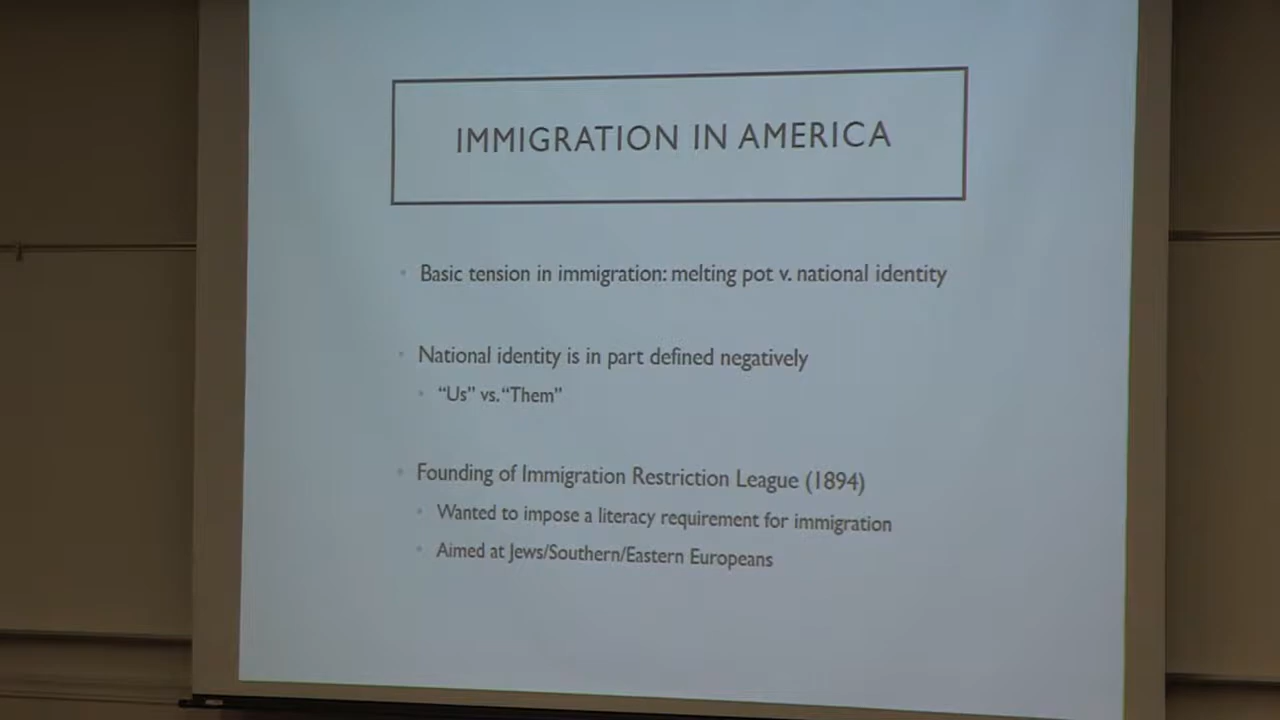 IMMIGRATION IN AMERICA
Basic tension in immigration: melting pot v. national identity
National identity is in part defined negatively
“Us” vs. “Them”
Founding of Immigration Restriction League (1894)
Wanted to impose a literacy requirement for immigration
Aimed at Jews/Southern/Eastern Europeans